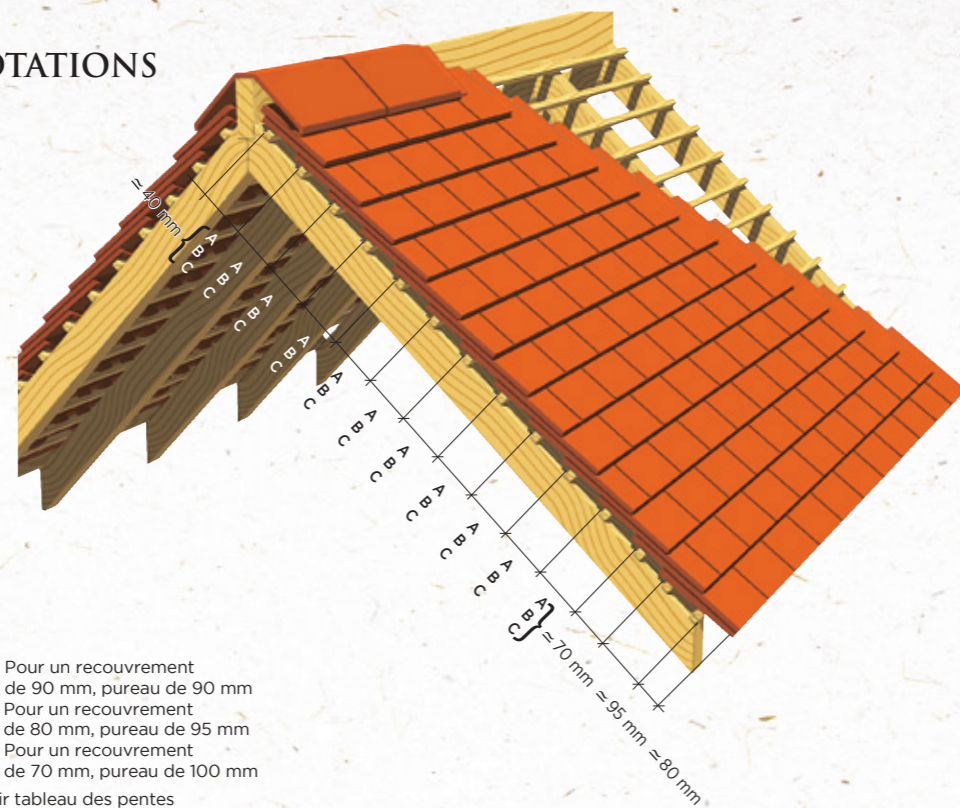 OTATIONS
≃ 40 mm
A B C
A B C
A B C
A B C
A B C
A B C
A B C
A B C
A B C
A B C
A B C
≃ 70 mm ≃ 95 mm ≃ 80 mm
Pour un recouvrement
de 90 mm, pureau de 90 mm
Pour un recouvrement
de 80 mm, pureau de 95 mm
Pour un recouvrement
de 70 mm, pureau de 100 mm
ir tableau des pentes